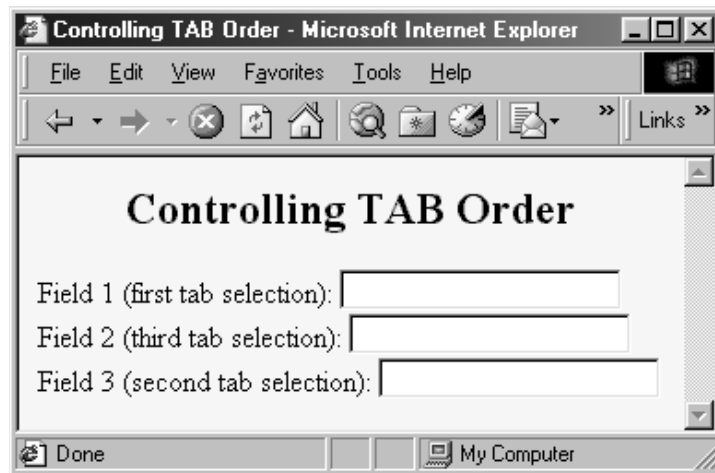 Controlling TAB Order - Microsoft Internet Explorer
File Edit View Favorites Tools Help
Links »
Controlling TAB Order
Field 1 (first tab selection):
Field 2 (third tab selection):
Field 3 (second tab selection):
Done My Computer